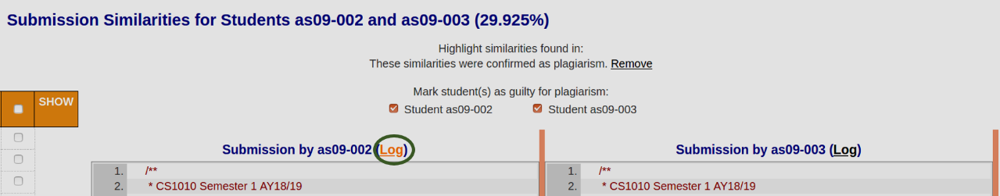 Submission Similarities for Students as09-002 and as09-003 (29.925%)
Highlight similarities found in:
These similarities were confirmed as plagiarism. Remove
Mark student(s) as guilty for plagiarism:
Student as09-002 Student as09-003
SHOW
Submission by as09-002 (Log)
1. /**
2. * CS1010 Semester 1 AY18/19
Submission by as09-003 (Log)
1. /**
2. * CS1010 Semester 1 AY18/19